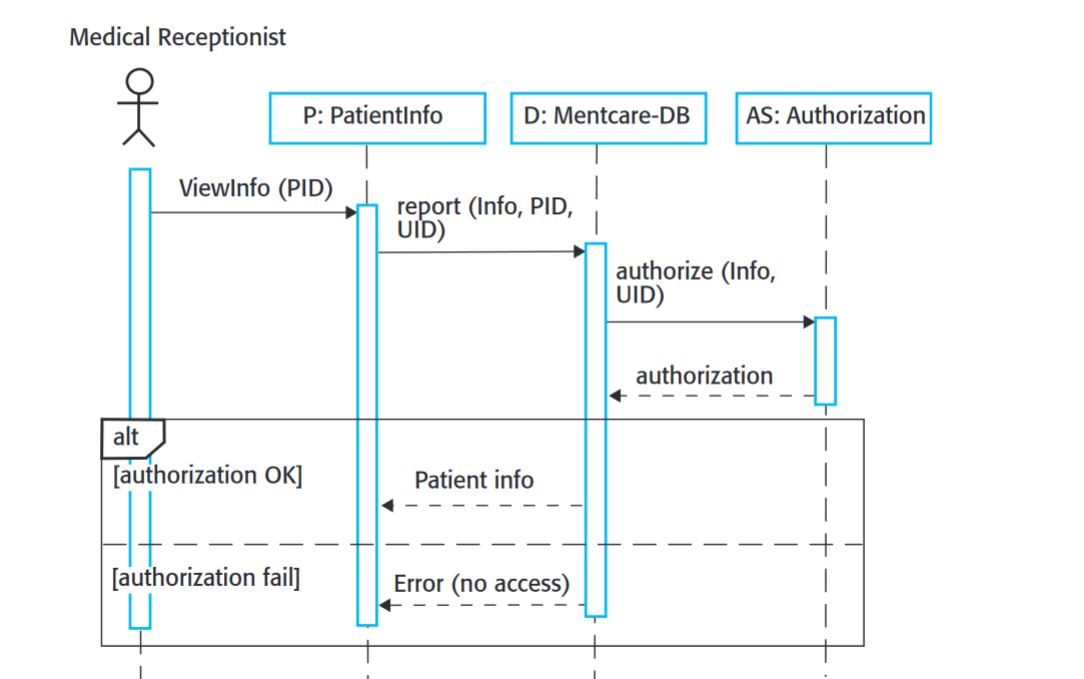 Medical Receptionist
P: PatientInfo
D: Mentcare-DB
AS: Authorization
ViewInfo (PID)
report (Info, PID,
UID)
authorize (Info,
UID)
authorization
alt
[authorization OK]
Patient info
[authorization fail]
Error (no access)